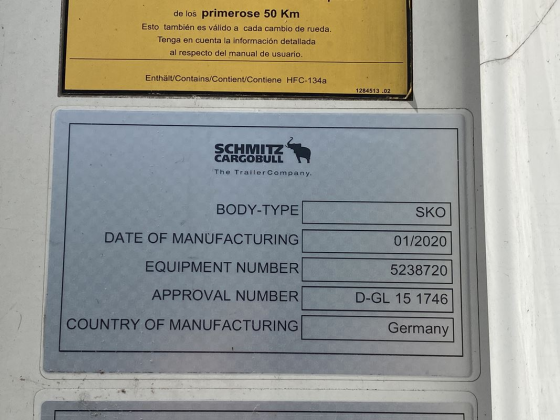 de los primerose 50 Km
Esto también es válido a cada cambio de rueda.
Tenga en cuenta la información detallada
al respecto del manual de usuario.
Enthält/Contains/Contient/Contiene HFC-134a
1284513 .02
SCHMITZ
CARGOBULL
The TrailerCompany.
BODY-TYPE SKO
DATE OF MANUFACTURING 01/2020
EQUIPMENT NUMBER 5238720
APPROVAL NUMBER D-GL 15 1746
COUNTRY OF MANUFACTURING Germany